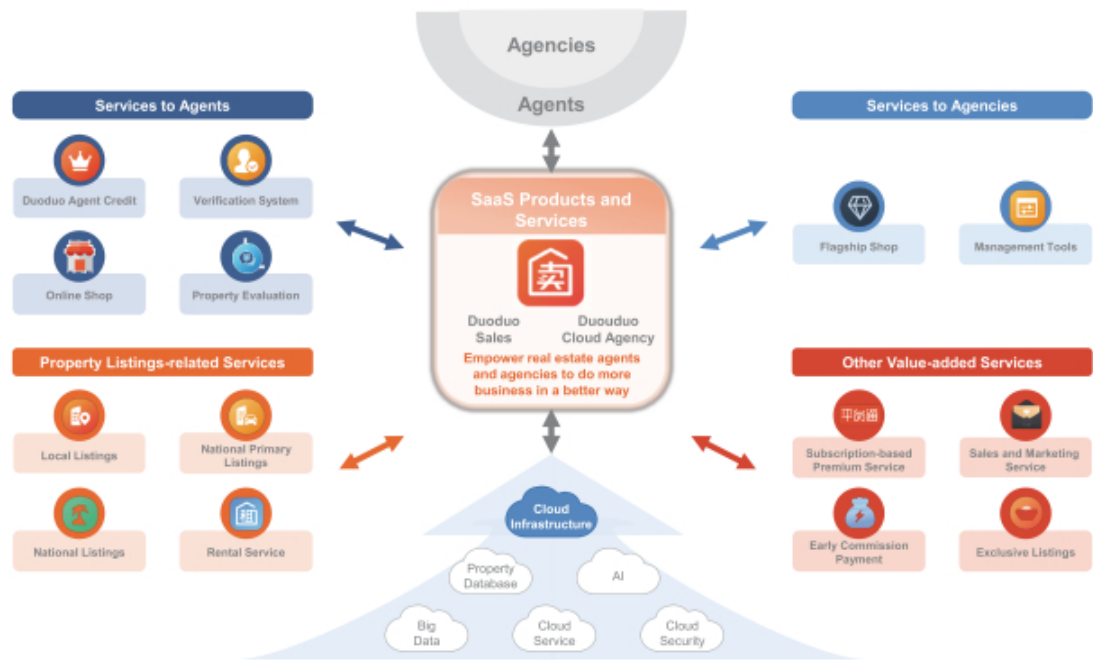 Agencies
Agents
Services to Agents
Duoduo Agent Credit
Verification System
Online Shop
Property Evaluation
Property Listings-related Services
Local Listings
National Primary
Listings
National Listings
租
Rental Service
SaaS Products and
Services
卖
Duoduo
Sales
Duouduo
Cloud Agency
Empower real estate agents
and agencies to do more
business in a better way
Cloud
Infrastructure
Property
Database
AI
Big
Data
Cloud
Service
Cloud
Security
Services to Agencies
Flagship Shop
Management Tools
Other Value-added Services
Subscription-based
Premium Service
Sales and Marketing
Service
Early Commission
Payment
Exclusive Listings